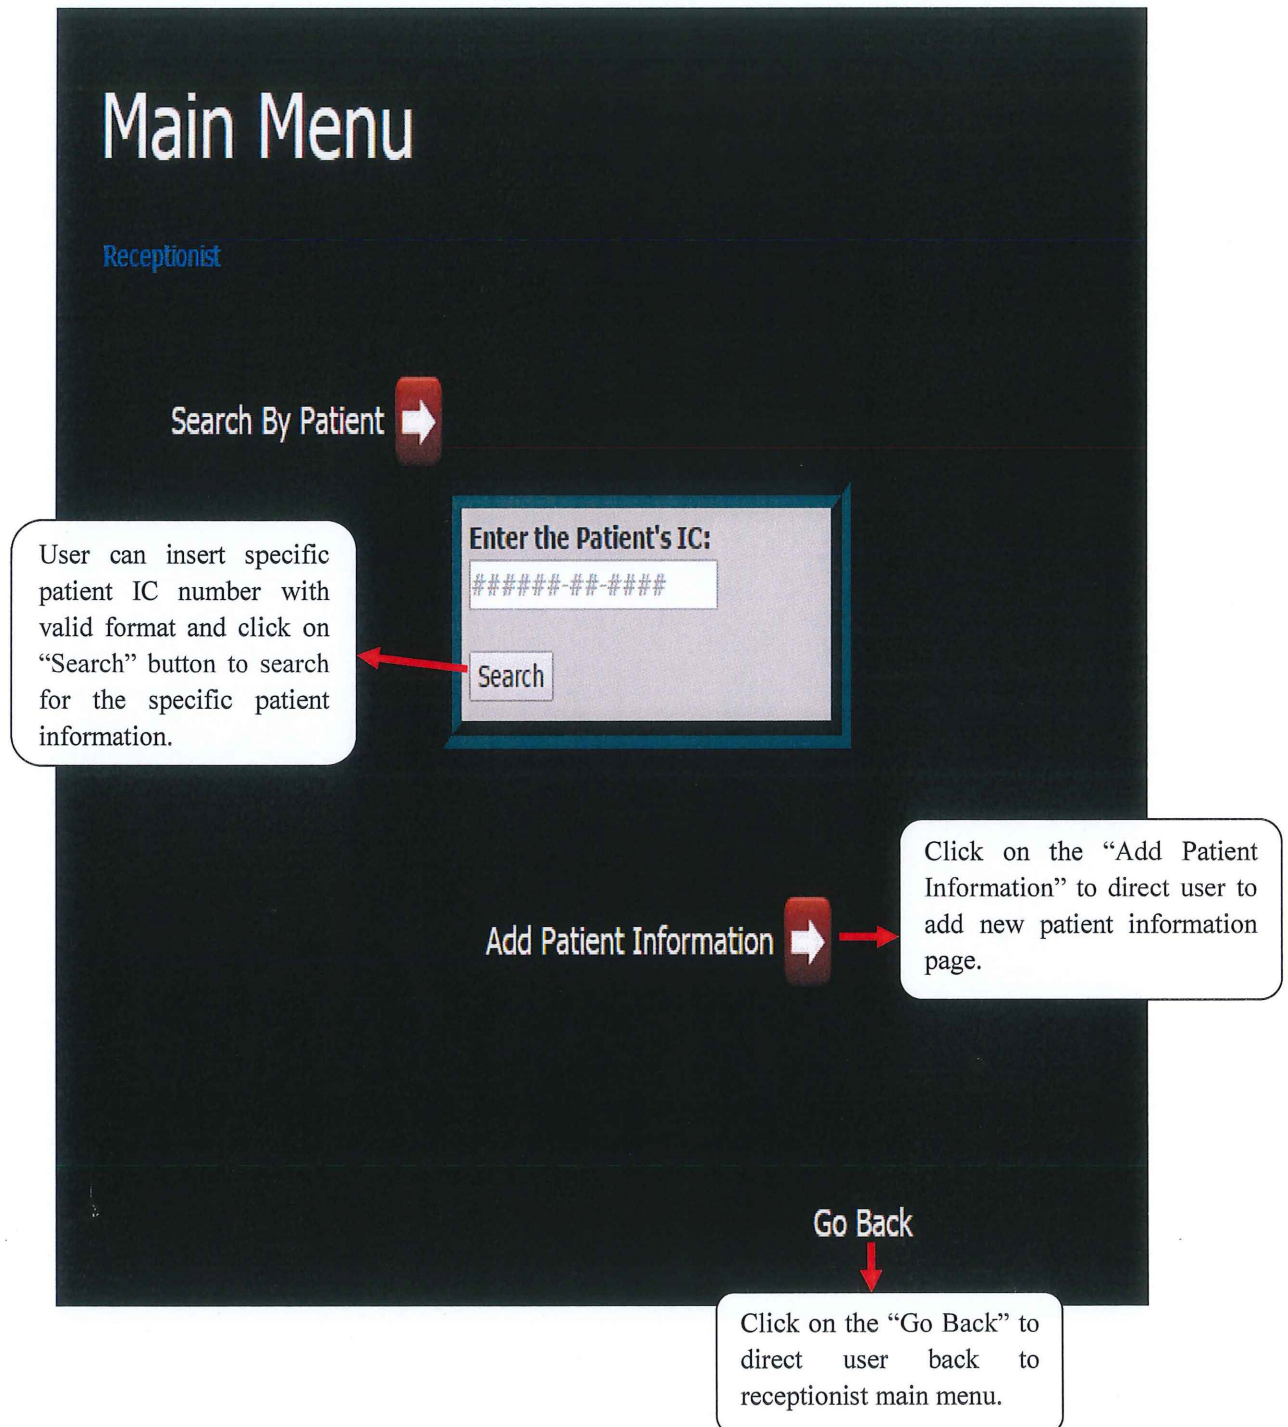 Main Menu
Receptionist
Search By Patient
Enter the Patient's IC:
######-##-####
Search
User can insert specific
patient IC number with
valid format and click on
“Search” button to search
for the specific patient
information.
Add Patient Information
Click on the “Add Patient
Information” to direct user to
add new patient information
page.
Go Back
Click on the “Go Back” to
direct user back to
receptionist main menu.